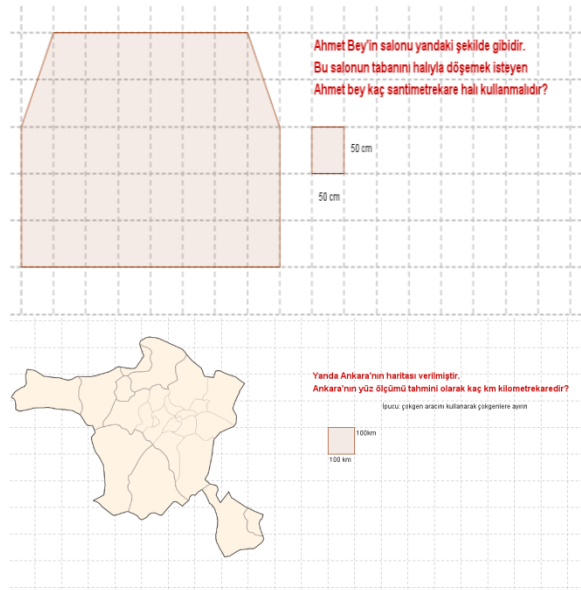 Ahmet Bey'in salonu yandaki şekilde gibidir.
Bu salonun tabanını halıyla döşemek isteyen
Ahmet bey kaç santimetrekare halı kullanmalıdır?
50 cm
50 cm
Yanda Ankara'nın haritası verilmiştir.
Ankara'nın yüz ölçümü tahmini olarak kaç km kilometrekaredir?
İpucu: çokgen aracını kullanarak çokgenlere ayırın
100km
100 km